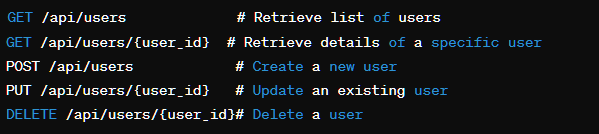 GET /api/users # Retrieve list of users
GET /api/users/{user_id} # Retrieve details of a specific user
POST /api/users # Create a new user
PUT /api/users/{user_id} # Update an existing user
DELETE /api/users/{user_id}# Delete a user